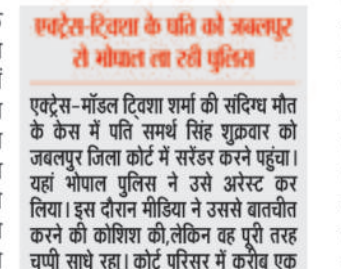 एक्ट्रेस-ट्विशा के पति को जबलपुर
से भोपाल ला रही पुलिस
एक्ट्रेस-मॉडल ट्विशा शर्मा की संदिग्ध मौत
के केस में पति समर्थ सिंह शुक्रवार को
जबलपुर जिला कोर्ट में सरेंडर करने पहुंचा।
यहां भोपाल पुलिस ने उसे अरेस्ट कर
लिया। इस दौरान मीडिया ने उससे बातचीत
करने की कोशिश की,लेकिन वह पूरी तरह
चुप्पी साधे रहा। कोर्ट परिसर में करीब एक